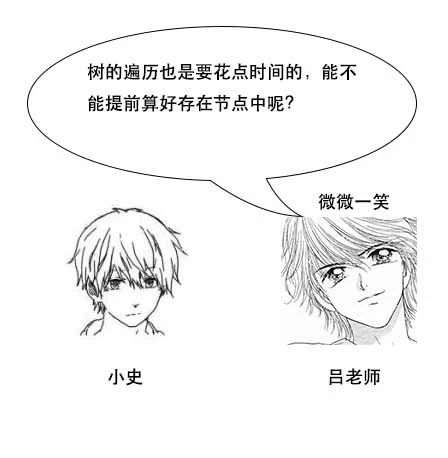 树的遍历也是要花点时间的，能不
能提前算好存在节点中呢？
微微一笑
小史
吕老师